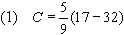 (1) C = 5/9 (17 − 32)